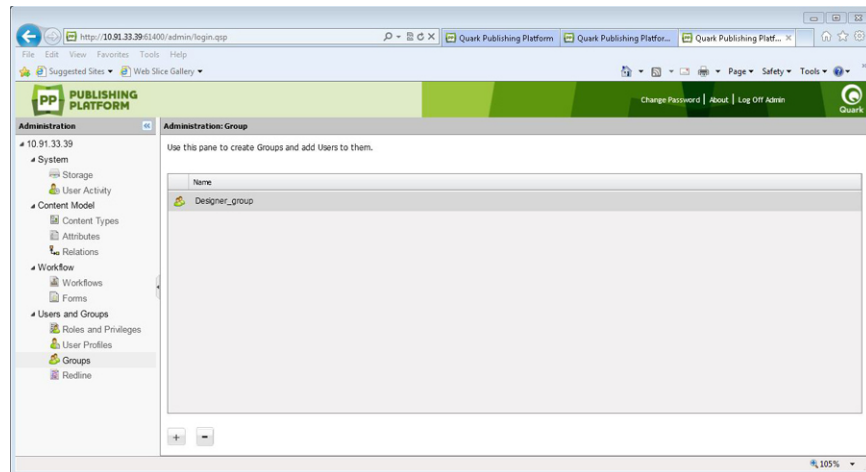 http://10.91.33.39:61400/admin/login.qsp
Quark Publishing Platform
Quark Publishing Platfor...
Quark Publishing Platf...
File Edit View Favorites Tools Help
Suggested Sites Web Slice Gallery
Page Safety Tools
PP PUBLISHING PLATFORM
Change Password | About | Log Off Admin
Quark
Administration
Administration: Group
10.91.33.39
Use this pane to create Groups and add Users to them.
System
Storage
User Activity
Content Model
Content Types
Attributes
Relations
Workflow
Workflows
Forms
Users and Groups
Roles and Privileges
User Profiles
Groups
Redline
Name
Designer_group
+ -
105%